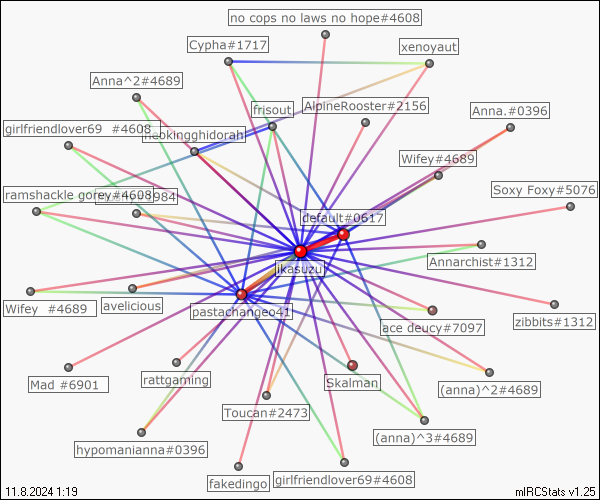 no cops no laws no hope#4608
Cypha#1717
xenoyaut
Anna^2#4689
frisout
AlpineRooster#2156
Anna.#0396
girlfriendlover69 #4608
neokingghidorah
Wifey#4689
ramshackle gorey#4608
984
Soxy Foxy#5076
default#0617
jikasuzu
Annarchist#1312
Wifey #4689
avelicious
pastachangeo41
ace deucy#7097
zibbits#1312
Mad #6901
rattgaming
Skalman
(anna)^2#4689
Toucan#2473
(anna)^3#4689
hypomanianna#0396
fakedingo
girlfriendlover69#4608
11.8.2024 1:19
mIRCStats v1.25